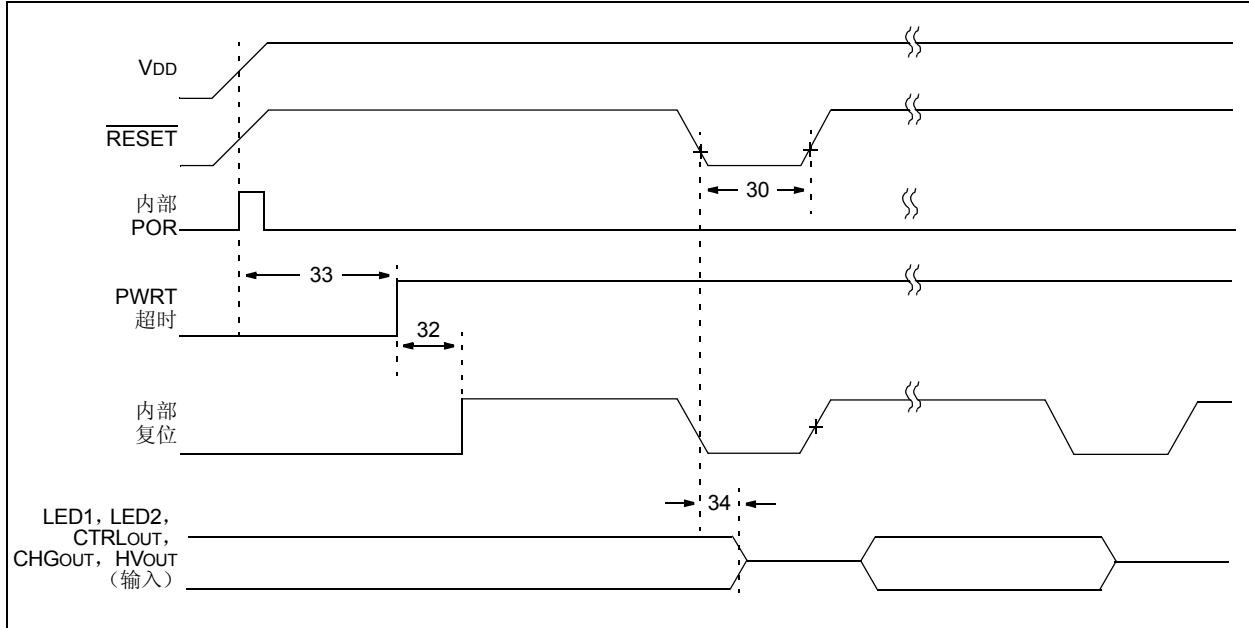 VDD
RESET
30
内部
POR
33
PWRT
超时
32
内部
复位
34
LED1，LED2，
CTRLOUT，
CHGOUT，HVOUT
（输入）